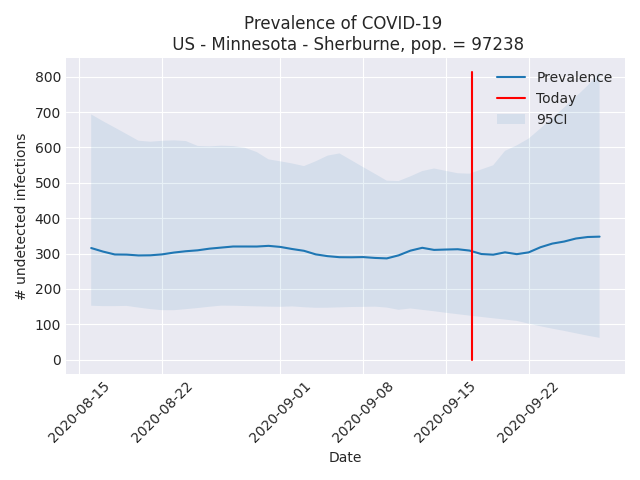 Prevalence of COVID-19
US - Minnesota - Sherburne, pop. = 97238
Prevalence
Today
95CI
# undetected infections
800
700
600
500
400
300
200
100
0
2020-08-15
2020-08-22
2020-09-01
2020-09-08
2020-09-15
2020-09-22
Date